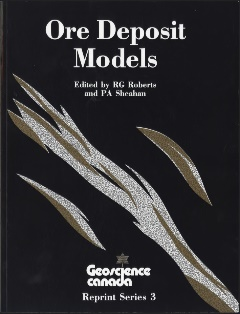 Ore Deposit
Models
Edited by RG Roberts
and PA Sheahan
Geoscience
canada
Reprint Series 3